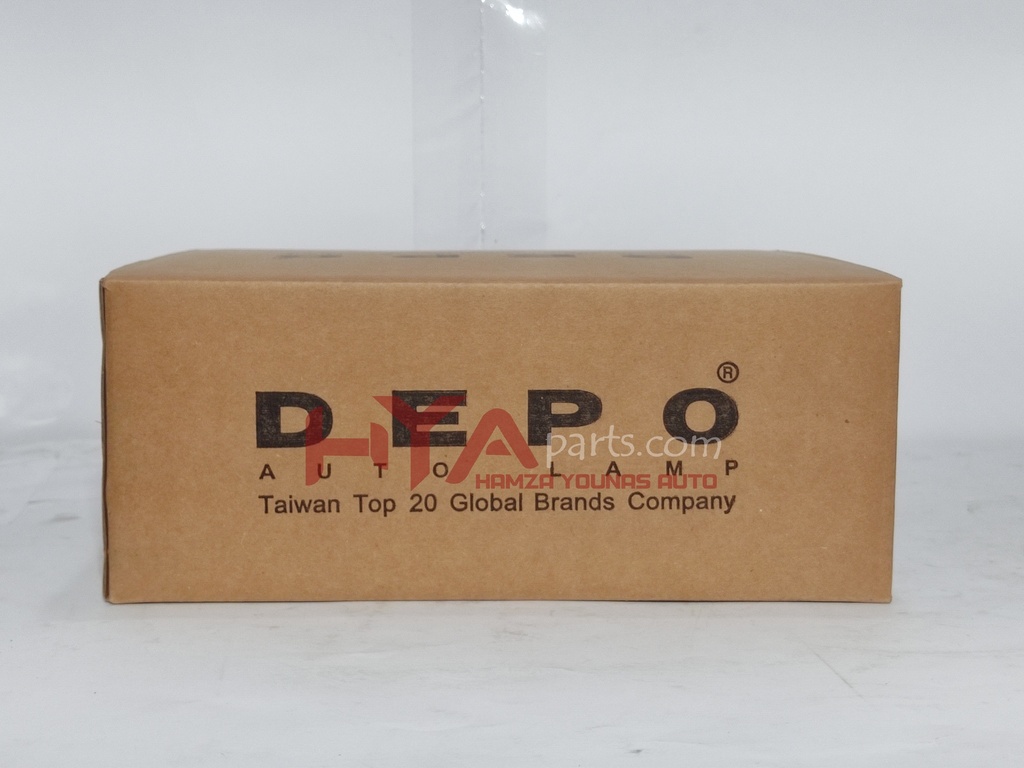 DEPO®
AUTO LAMP
Taiwan Top 20 Global Brands Company
HYAparts.com
HAMZA YOUNAS AUTO